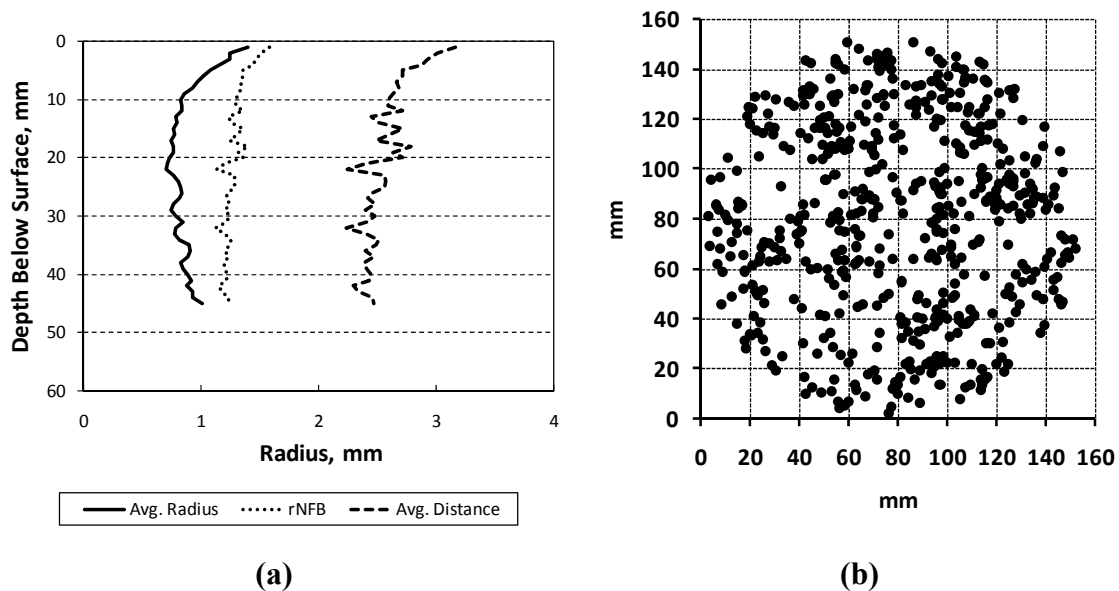 0
10
20
30
40
50
60
0 1 2 3 4
Depth Below Surface, mm
Radius, mm
Avg. Radius rNFB Avg. Distance
(a)
160
140
120
100
80
60
40
20
0
0 20 40 60 80 100 120 140 160
mm
mm
(b)